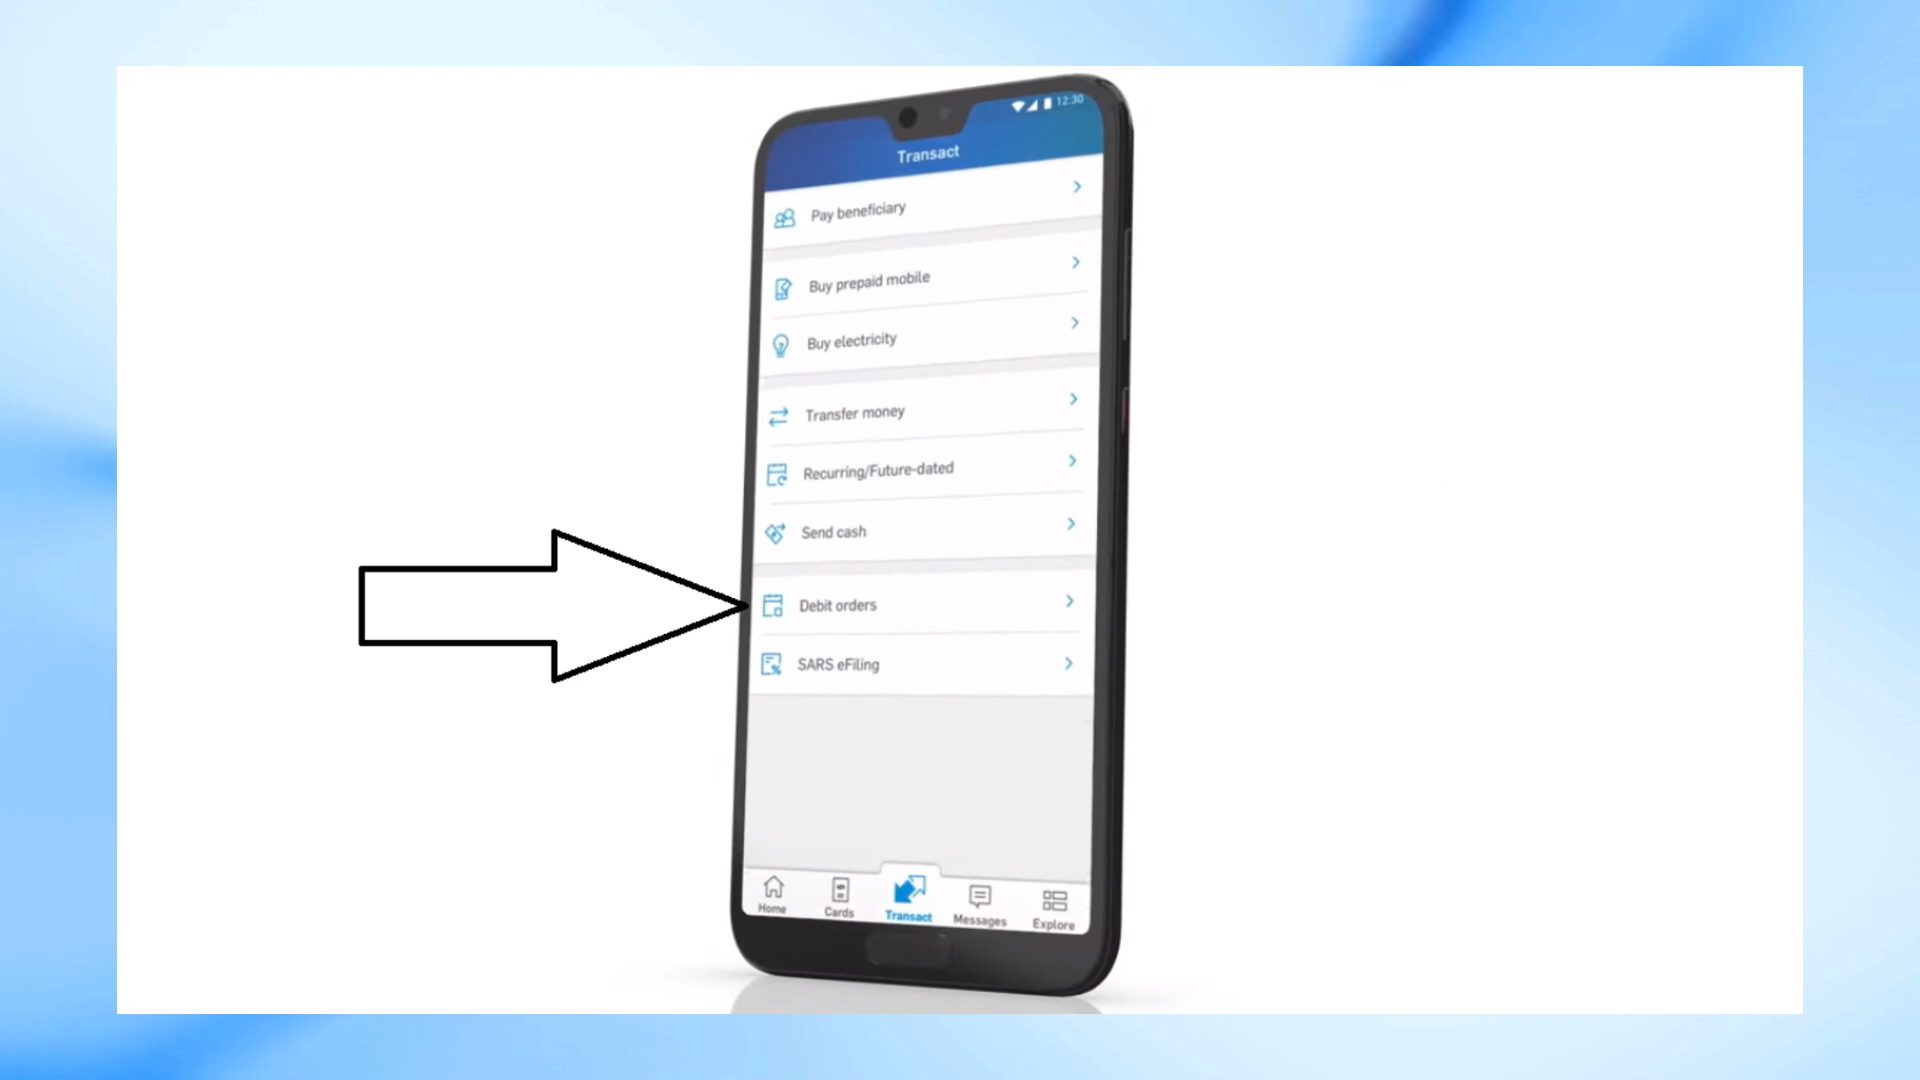 12:30
Transact
Pay beneficiary
Buy prepaid mobile
Buy electricity
Transfer money
Recurring/Future-dated
Send cash
Debit orders
SARS eFiling
Home
Cards
Transact
Messages
Explore